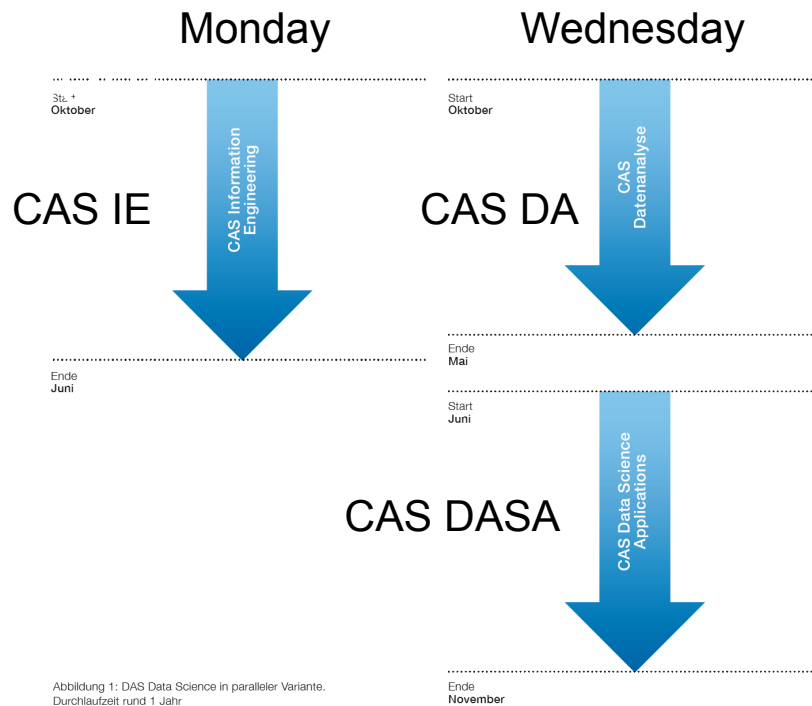 Monday
Wednesday
Oktober
CAS Information
Engineering
CAS IE
Ende
Juni
Start
Oktober
CAS
Datenanalyse
CAS DA
Ende
Mai
Start
Juni
CAS Data Science
Applications
CAS DASA
Ende
November
Abbildung 1: DAS Data Science in paralleler Variante.
Durchlaufzeit rund 1 Jahr